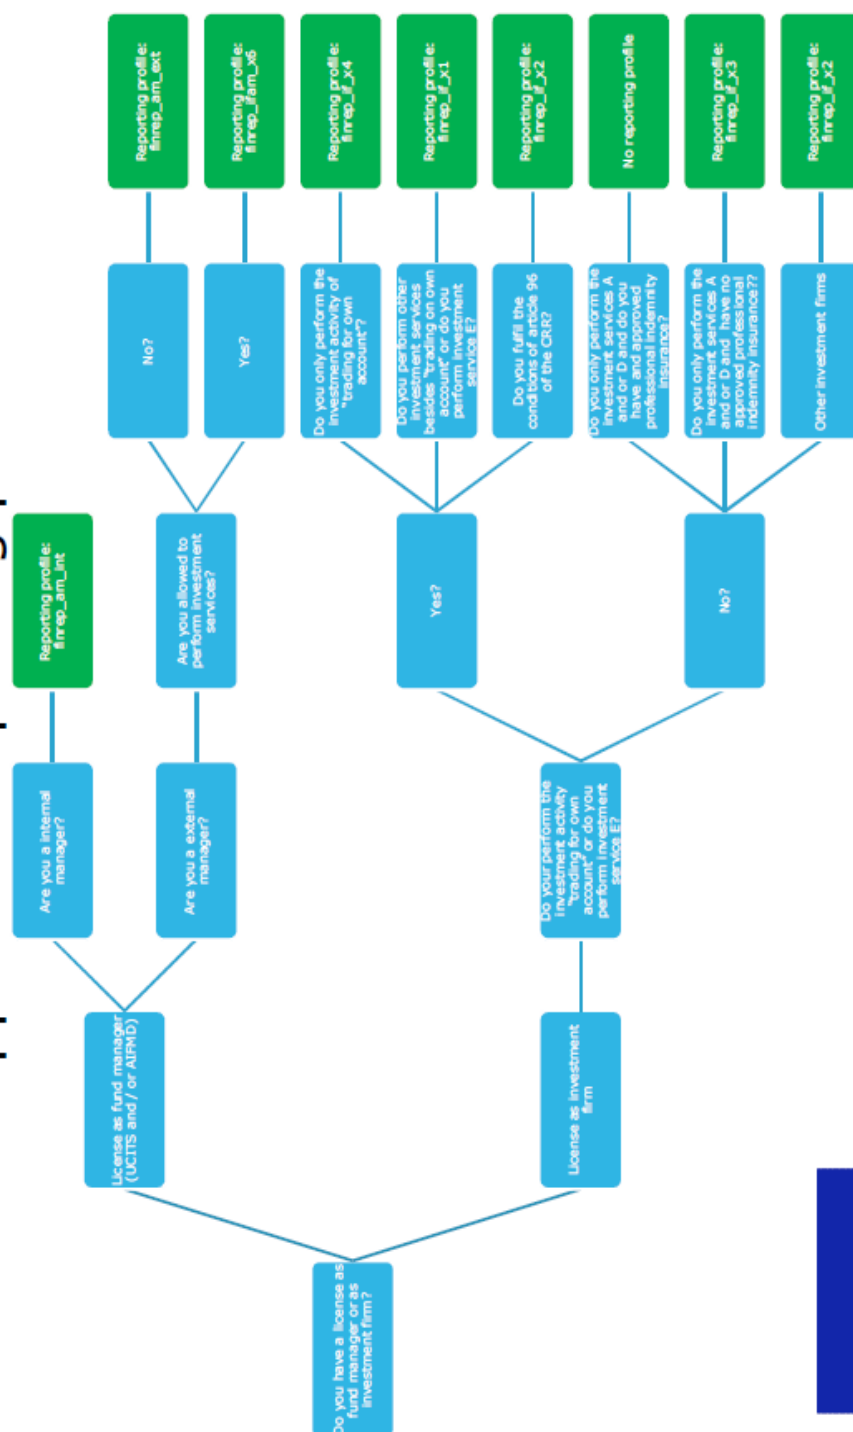 Do you have a license as
fund manager or as
investment firm?
License as fund manager
(UCITS and / or AIFMD)
License as investment
firm
Are you a internal
manager?
Are you a external
manager?
Do your perform the
investment activity
"trading for own
account" or do you
perform investment
service E?
Reporting profile:
finrep_am_int
Are you allowed to
perform investment
services?
Yes?
No?
No?
Yes?
Do you only perform the
investment activity of
"trading for own
account"?
Do you perform other
investment services
besides "trading on own
account" or do you
perform investment
service E?
Do you fulfil the
conditions of article 96
of the CRR?
Do you only perform the
investment services A
and or D and do you
have and approved
professional indemnity
insurance?
Do you only perform the
investment services A
and or D and have no
approved professional
indemnity insurance??
Other investment firms
Reporting profile:
finrep_am_ext
Reporting profile:
finrep_ifam_x6
Reporting profile:
finrep_if_x4
Reporting profile:
finrep_if_x1
Reporting profile:
finrep_if_x2
No reporting profile
Reporting profile:
finrep_if_x3
Reporting profile:
finrep_if_x2